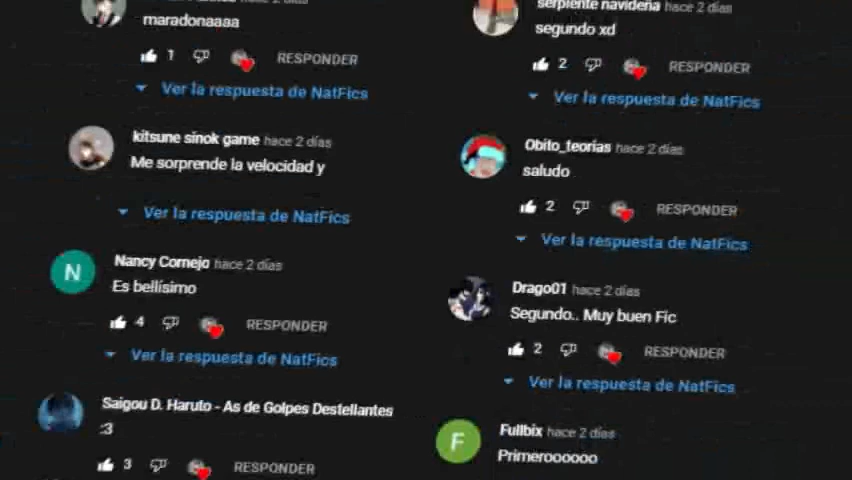 hace 2 días
maradonaaaa
1 RESPONDER
Ver la respuesta de NatFics
kitsune sinok game hace 2 días
Me sorprende la velocidad y
Ver la respuesta de NatFics
N
Nancy Cornejo hace 2 días
Es bellísimo
4 RESPONDER
Ver la respuesta de NatFics
Saigou D. Haruto - As de Golpes Destellantes
:3
3 RESPONDER
serpiente navideña hace 2 días
segundo xd
2 RESPONDER
Ver la respuesta de NatFics
Obito_teorías hace 2 días
saludo
2 RESPONDER
Ver la respuesta de NatFics
Drago01 hace 2 días
Segundo.. Muy buen Fic
2 RESPONDER
Ver la respuesta de NatFics
F
Fullbix hace 2 días
Primeroooooo